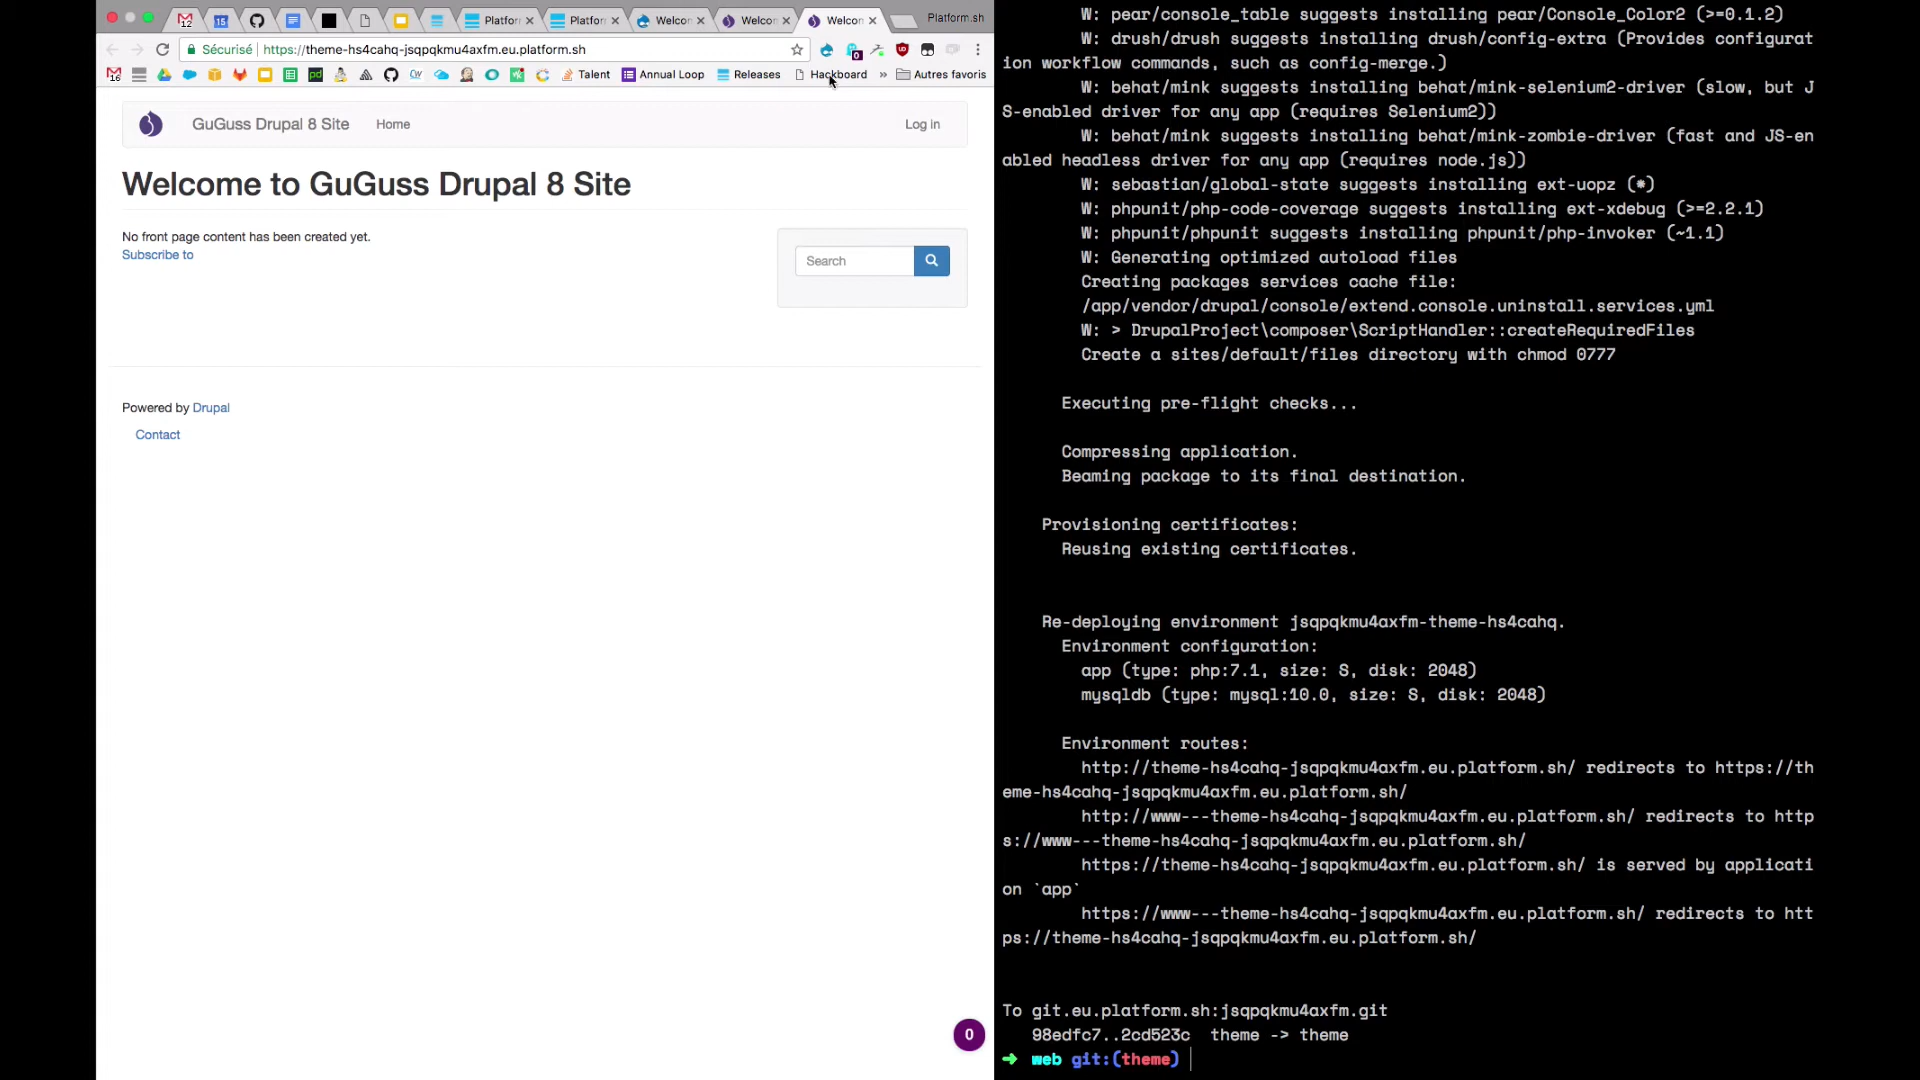 12
15
Platform
Platform
Welcom
Welcom
Welcom
Platform.sh
Sécurisé
https://theme-hs4cahq-jsqpqkmu4axfm.eu.platform.sh
0
16
pd
CW
Talent
Annual Loop
Releases
Hackboard
»
Autres favoris
GuGuss Drupal 8 Site
Home
Log in
Welcome to GuGuss Drupal 8 Site
No front page content has been created yet.
Subscribe to
Search
Powered by Drupal
Contact
0
W: pear/console_table suggests installing pear/Console_Color2 (>=0.1.2)
W: drush/drush suggests installing drush/config-extra (Provides configurat
ion workflow commands, such as config-merge.)
W: behat/mink suggests installing behat/mink-selenium2-driver (slow, but J
S-enabled driver for any app (requires Selenium2))
W: behat/mink suggests installing behat/mink-zombie-driver (fast and JS-en
abled headless driver for any app (requires node.js))
W: sebastian/global-state suggests installing ext-uopz (*)
W: phpunit/php-code-coverage suggests installing ext-xdebug (>=2.2.1)
W: phpunit/phpunit suggests installing phpunit/php-invoker (~1.1)
W: Generating optimized autoload files
Creating packages services cache file:
/app/vendor/drupal/console/extend.console.uninstall.services.yml
W: > DrupalProject\composer\ScriptHandler::createRequiredFiles
Create a sites/default/files directory with chmod 0777
Executing pre-flight checks...
Compressing application.
Beaming package to its final destination.
Provisioning certificates:
Reusing existing certificates.
Re-deploying environment jsqpqkmu4axfm-theme-hs4cahq.
Environment configuration:
app (type: php:7.1, size: S, disk: 2048)
mysqldb (type: mysql:10.0, size: S, disk: 2048)
Environment routes:
http://theme-hs4cahq-jsqpqkmu4axfm.eu.platform.sh/ redirects to https://th
eme-hs4cahq-jsqpqkmu4axfm.eu.platform.sh/
http://www---theme-hs4cahq-jsqpqkmu4axfm.eu.platform.sh/ redirects to http
s://www---theme-hs4cahq-jsqpqkmu4axfm.eu.platform.sh/
https://theme-hs4cahq-jsqpqkmu4axfm.eu.platform.sh/ is served by applicati
on `app`
https://www---theme-hs4cahq-jsqpqkmu4axfm.eu.platform.sh/ redirects to htt
ps://theme-hs4cahq-jsqpqkmu4axfm.eu.platform.sh/
To git.eu.platform.sh:jsqpqkmu4axfm.git
98edfc7..2cd523c theme -> theme
➜ web git:(theme)